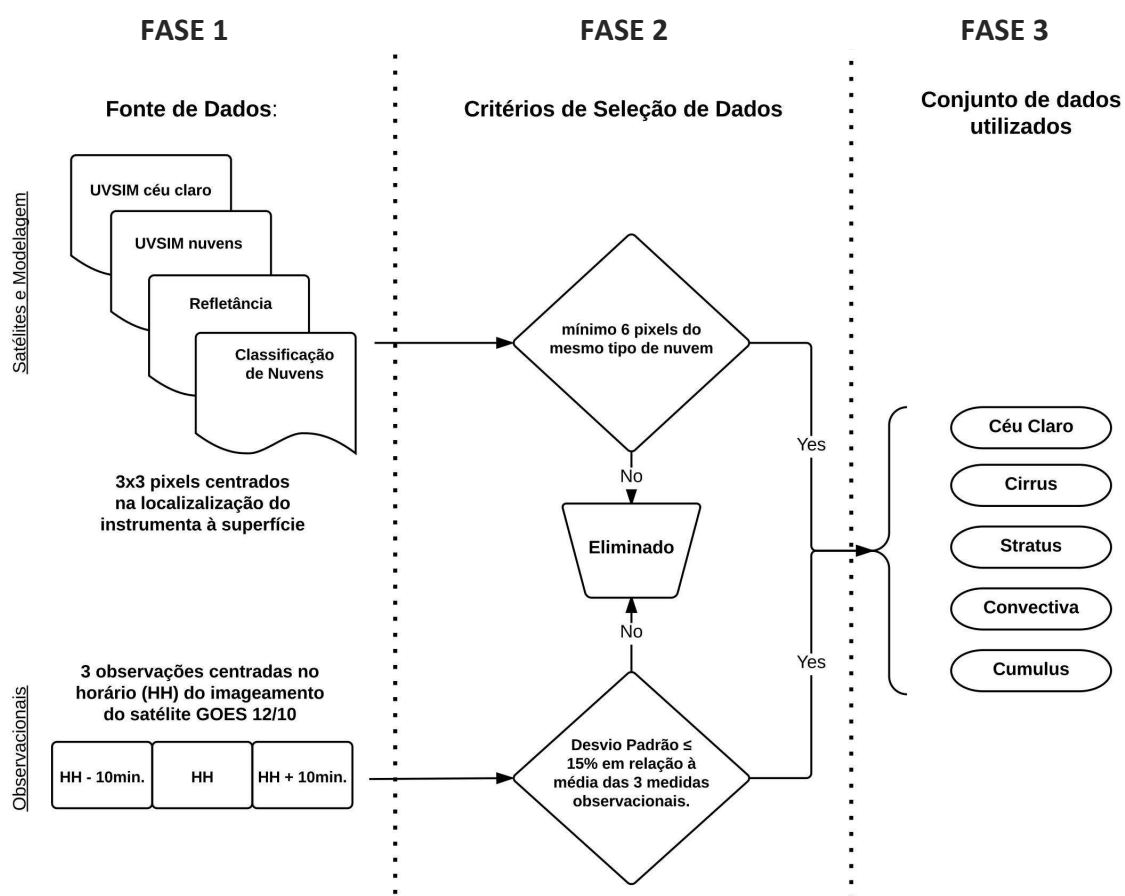 FASE 1
FASE 2
FASE 3
Fonte de Dados:
Critérios de Seleção de Dados
Conjunto de dados
utilizados
Satélites e Modelagem
UVSIM céu claro
UVSIM nuvens
Refletância
Classificação
de Nuvens
3x3 pixels centrados
na localizalização do
instrumenta à superfície
mínimo 6 pixels do
mesmo tipo de nuvem
Yes
No
Eliminado
No
Yes
Céu Claro
Cirrus
Stratus
Convectiva
Cumulus
Observacionais
3 observações centradas no
horário (HH) do imageamento
do satélite GOES 12/10
HH - 10min.
HH
HH + 10min.
Desvio Padrão ≤
15% em relação à
média das 3 medidas
observacionais.